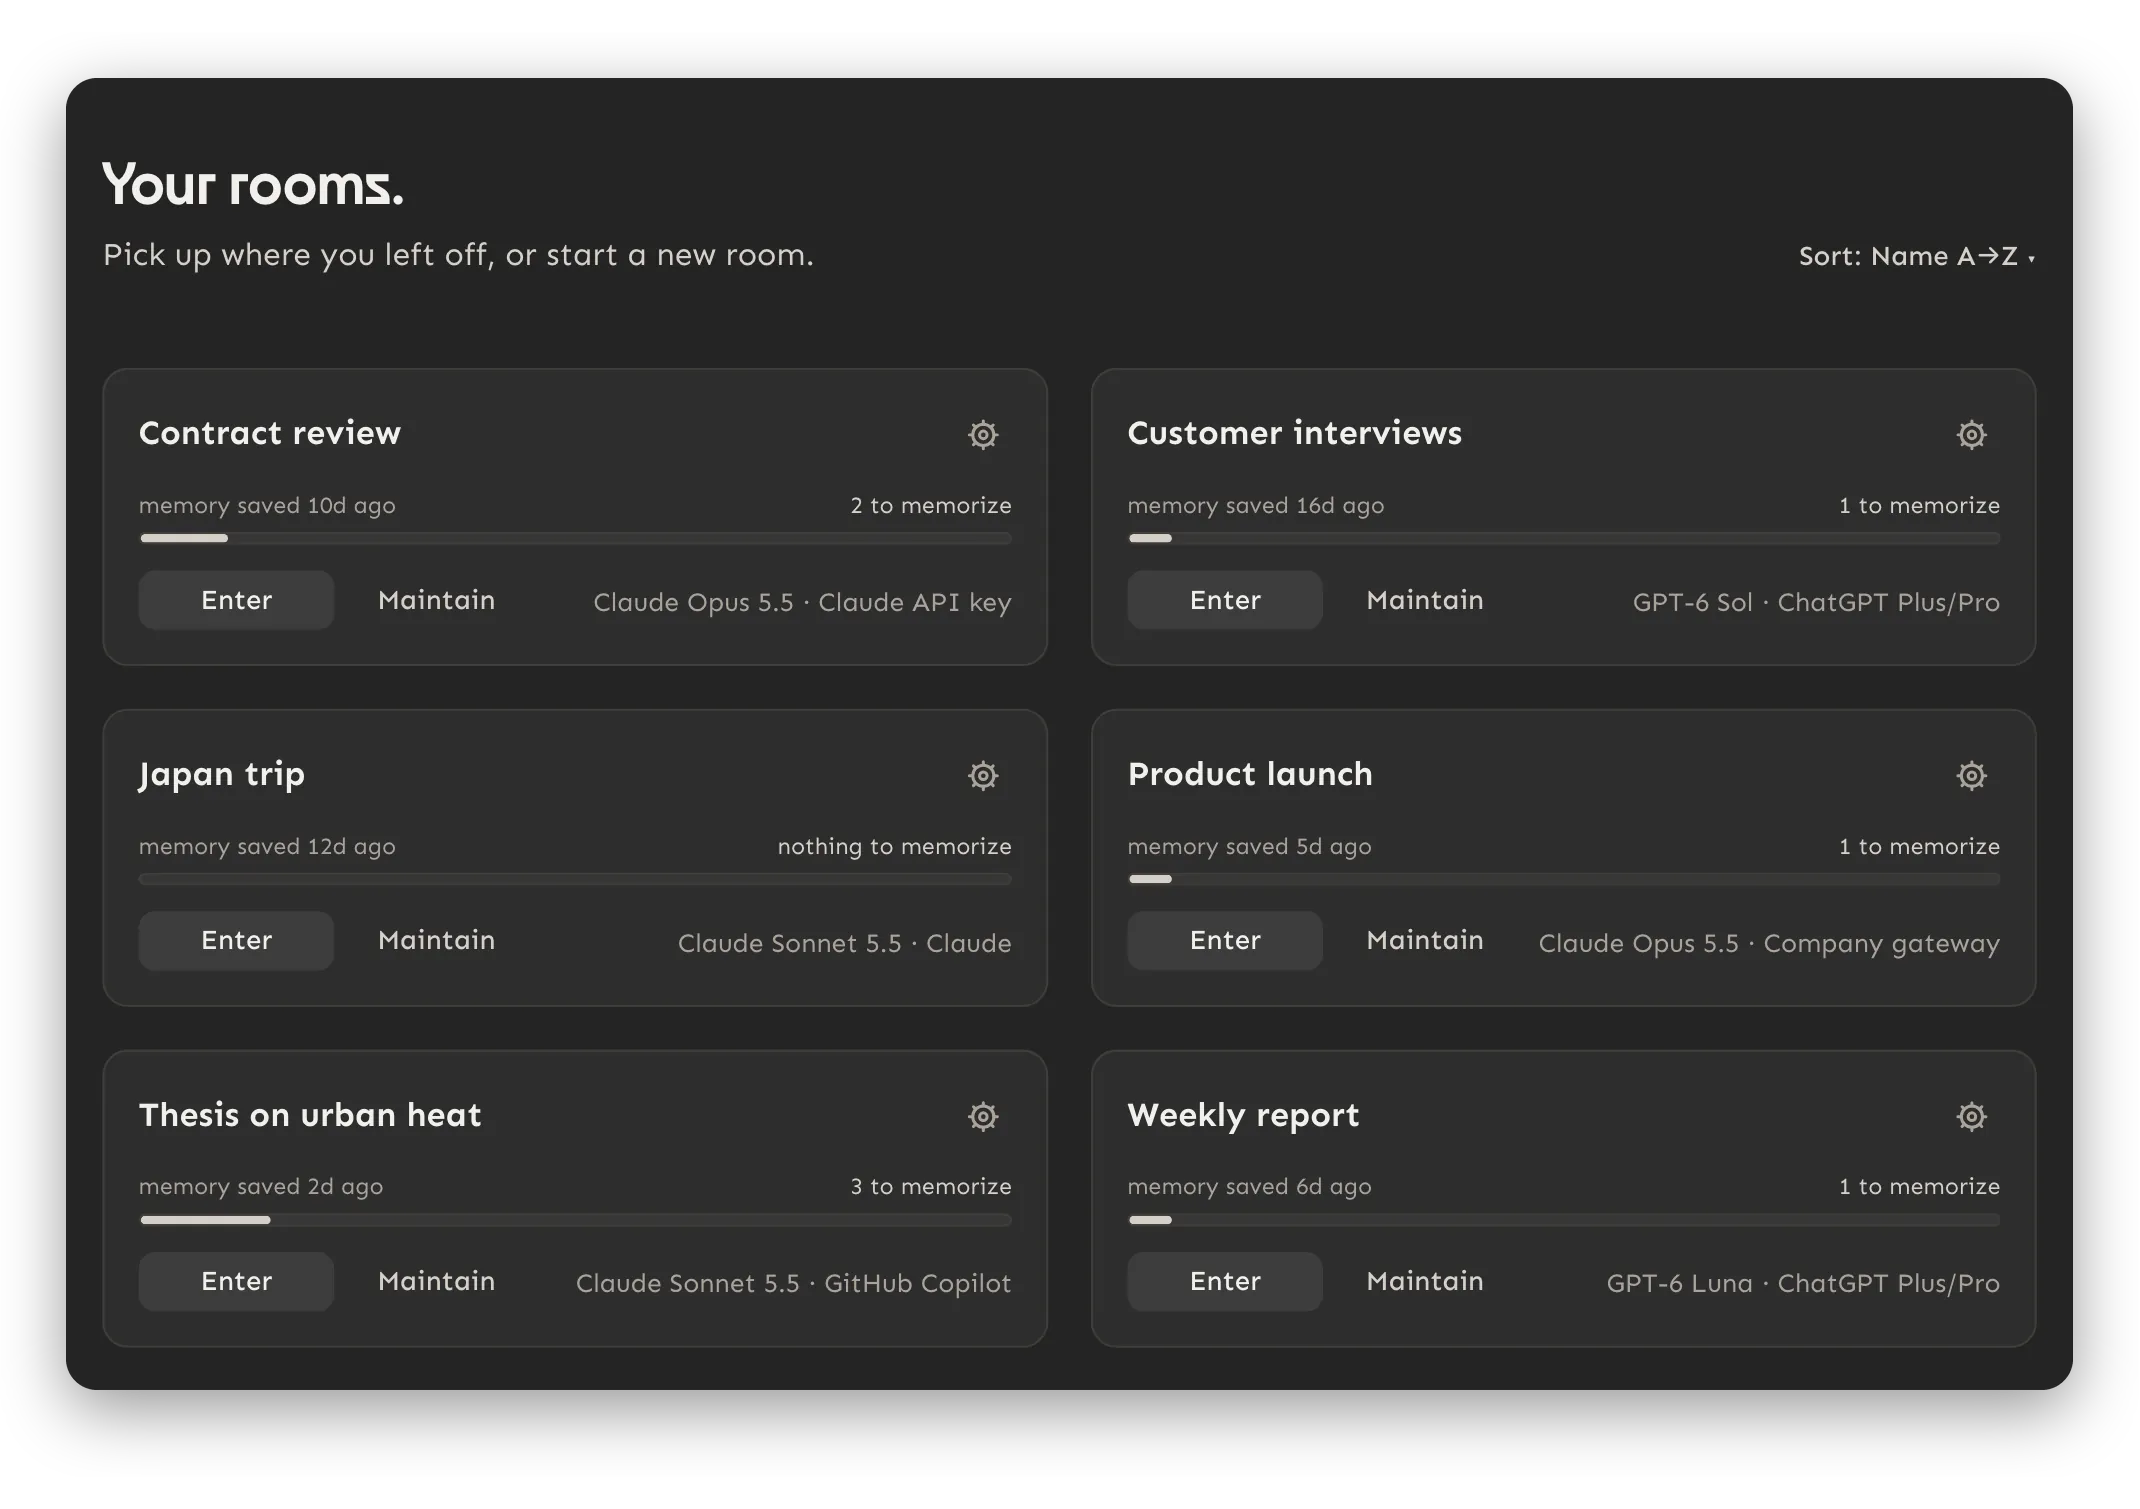 Your rooms.
Pick up where you left off, or start a new room.
Sort: Name A→Z ▾
Contract review
memory saved 10d ago
2 to memorize
Enter
Maintain
Claude Opus 5.5 · Claude API key
Customer interviews
memory saved 16d ago
1 to memorize
Enter
Maintain
GPT-6 Sol · ChatGPT Plus/Pro
Japan trip
memory saved 12d ago
nothing to memorize
Enter
Maintain
Claude Sonnet 5.5 · Claude
Product launch
memory saved 5d ago
1 to memorize
Enter
Maintain
Claude Opus 5.5 · Company gateway
Thesis on urban heat
memory saved 2d ago
3 to memorize
Enter
Maintain
Claude Sonnet 5.5 · GitHub Copilot
Weekly report
memory saved 6d ago
1 to memorize
Enter
Maintain
GPT-6 Luna · ChatGPT Plus/Pro